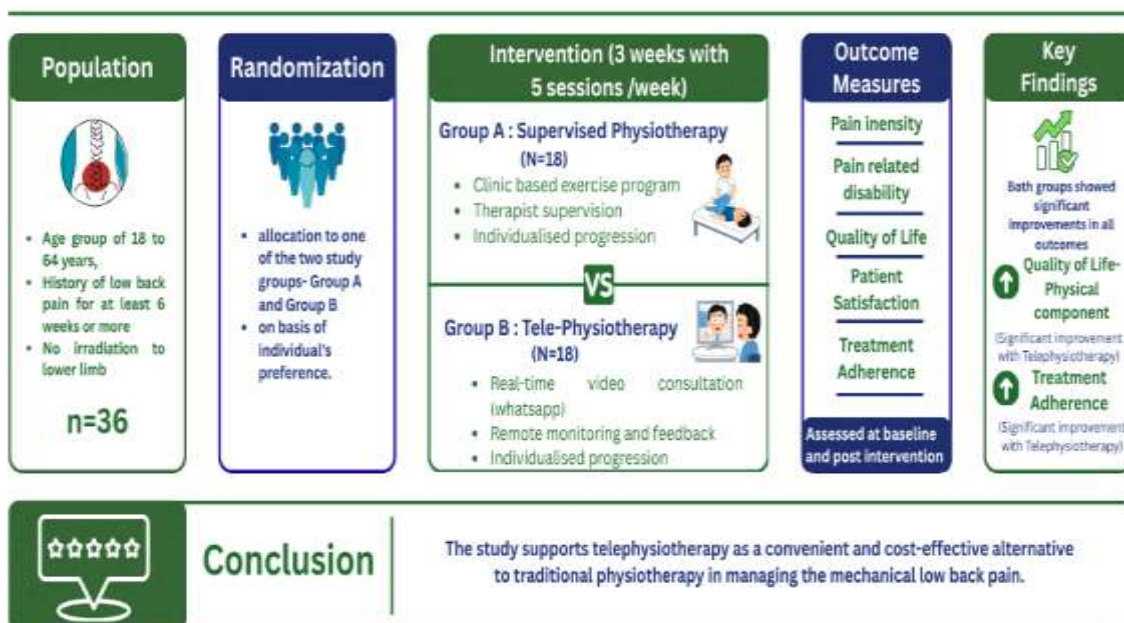 Population
Age group of 18 to
64 years,
History of low back
pain for at least 6
weeks or more
No irradiation to
lower limb
n=36
Randomization
allocation to one
of the two study
groups- Group A
and Group B
on basis of
individual's
preference.
Intervention (3 weeks with
5 sessions /week)
Group A : Supervised Physiotherapy
(N=18)
• Clinic based exercise program
• Therapist supervision
• Individualised progression
VS
Group B : Tele-Physiotherapy
(N=18)
• Real-time video consultation
(whatsapp)
• Remote monitoring and feedback
• Individualised progression
Outcome
Measures
Pain inensity
Pain related
disability
Quality of Life
Patient
Satisfaction
Treatment
Adherence
Assessed at baseline
and post intervention
Key
Findings
Both groups showed
significant
improvements in all
outcomes
Quality of Life-
Physical
component
(Significant improvement
with Telephysiotherapy)
Treatment
Adherence
(Significant improvement
with Telephysiotherapy)
Conclusion
The study supports telephysiotherapy as a convenient and cost-effective alternative
to traditional physiotherapy in managing the mechanical low back pain.